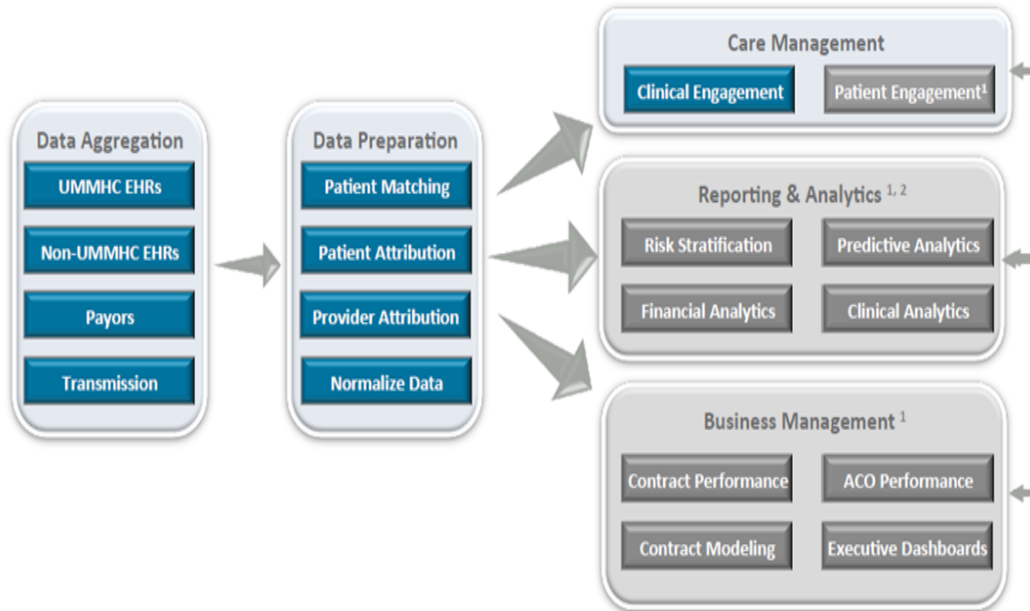 Data Aggregation
UMMHC EHRs
Non-UMMHC EHRs
Payors
Transmission
Data Preparation
Patient Matching
Patient Attribution
Provider Attribution
Normalize Data
Care Management
Clinical Engagement
Patient Engagement¹
Reporting & Analytics ¹, ²
Risk Stratification
Predictive Analytics
Financial Analytics
Clinical Analytics
Business Management ¹
Contract Performance
ACO Performance
Contract Modeling
Executive Dashboards